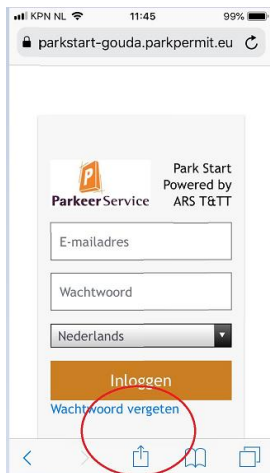 KPN NL 11:45 99%
parkstart-gouda.parkpermit.eu
P
ParkeerService
Park Start
Powered by
ARS T&TT
E-mailadres
Wachtwoord
Nederlands
Inloggen
Wachtwoord vergeten